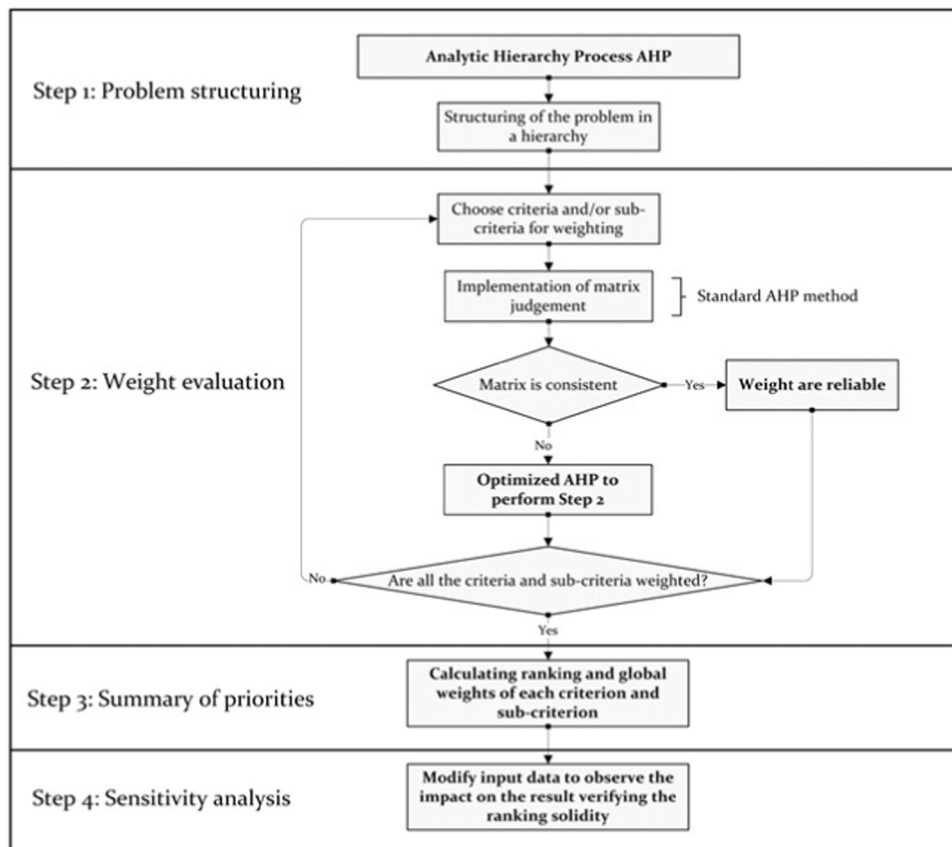 Analytic Hierarchy Process AHP
Step 1: Problem structuring
Structuring of the problem in
a hierarchy
Choose criteria and/or sub-
criteria for weighting
Implementation of matrix
judgement
Standard AHP method
Step 2: Weight evaluation
Matrix is consistent
Yes
Weight are reliable
No
Optimized AHP to
perform Step 2
No
Are all the criteria and sub-criteria weighted?
Yes
Step 3: Summary of priorities
Calculating ranking and global
weights of each criterion and
sub-criterion
Step 4: Sensitivity analysis
Modify input data to observe the
impact on the result verifying the
ranking solidity